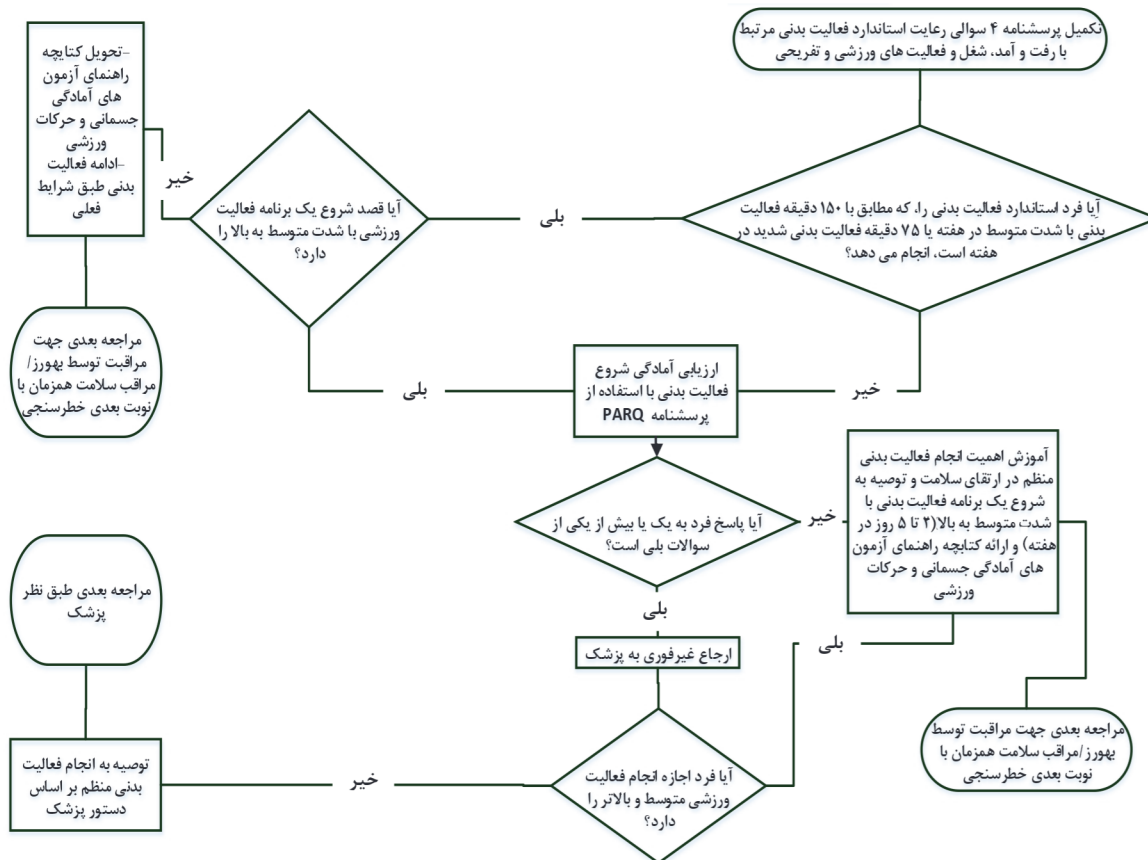 تکمیل پرسشنامه ۴ سوالی رعایت استاندارد فعالیت بدنی مرتبط
با رفت و آمد، شغل و فعالیت های ورزشی و تفریحی
آیا فرد استاندارد فعالیت بدنی را، که مطابق با ۱۵۰ دقیقه فعالیت
بدنی با شدت متوسط در هفته یا ۷۵ دقیقه فعالیت بدنی شدید در
هفته است، انجام می دهد؟
بلی
خیر
آیا قصد شروع یک برنامه فعالیت
ورزشی با شدت متوسط به بالا را
دارد؟
خیر
بلی
-تحویل کتابچه
راهنمای آزمون
های آمادگی
جسمانی و حرکات
ورزشی
-ادامه فعالیت
بدنی طبق شرایط
فعلی
مراجعه بعدی جهت
مراقبت توسط بهورز/
مراقب سلامت همزمان با
نوبت بعدی خطرسنجی
ارزیابی آمادگی شروع
فعالیت بدنی با استفاده از
پرسشنامه PARQ
آیا پاسخ فرد به یک یا بیش از یکی از
سوالات بلی است؟
خیر
بلی
آموزش اهمیت انجام فعالیت بدنی
منظم در ارتقای سلامت و توصیه به
شروع یک برنامه فعالیت بدنی با
شدت متوسط به بالا(۲ تا ۵ روز در
هفته) و ارائه کتابچه راهنمای آزمون
های آمادگی جسمانی و حرکات
ورزشی
مراجعه بعدی جهت مراقبت توسط
بهورز/مراقب سلامت همزمان با
نوبت بعدی خطرسنجی
ارجاع غیرفوری به پزشک
آیا فرد اجازه انجام فعالیت
ورزشی متوسط و بالاتر را
دارد؟
بلی
خیر
توصیه به انجام فعالیت
بدنی منظم بر اساس
دستور پزشک
مراجعه بعدی طبق نظر
پزشک